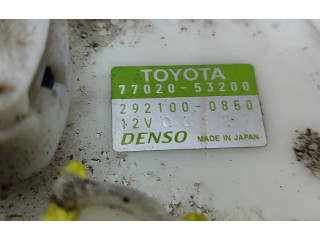 TOYOTA
77020-53200
292100-0850
12V
DENSO MADE IN JAPAN